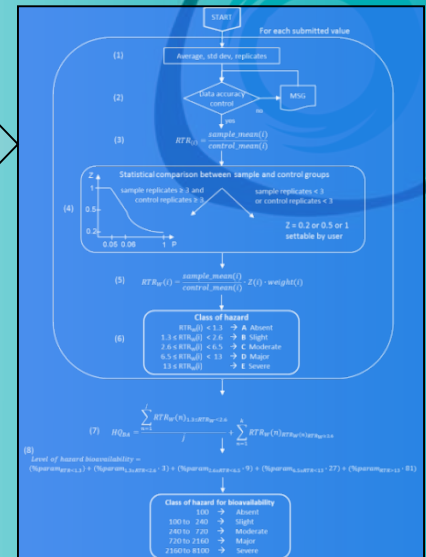 START
For each submitted value
(1)
Average, std dev, replicates
(2)
Data accuracy
control
MSG
no
yes
(3)
RTR(i) = sample_mean(i) / control_mean(i)
Statistical comparison between sample and control groups
Z
1
0.5
0.2
0.05 0.06 1 P
(4)
sample replicates ≥ 3 and
control replicates ≥ 3
sample replicates < 3
or control replicates < 3
Z = 0.2 or 0.5 or 1
settable by user
(5)
RTRW(i) = sample_mean(i) / control_mean(i) · Z(i) · weight(i)
(6)
Class of hazard
RTRW(i) < 1.3 → A Absent
1.3 ≤ RTRW(i) < 2.6 → B Slight
2.6 ≤ RTRW(i) < 6.5 → C Moderate
6.5 ≤ RTRW(i) < 13 → D Major
13 ≤ RTRW(i) → E Severe
(7)
(8)
Level of hazard bioavailability =
Class of hazard for bioavailability
100 → Absent
100 to 240 → Slight
240 to 720 → Moderate
720 to 2160 → Major
2160 to 8100 → Severe